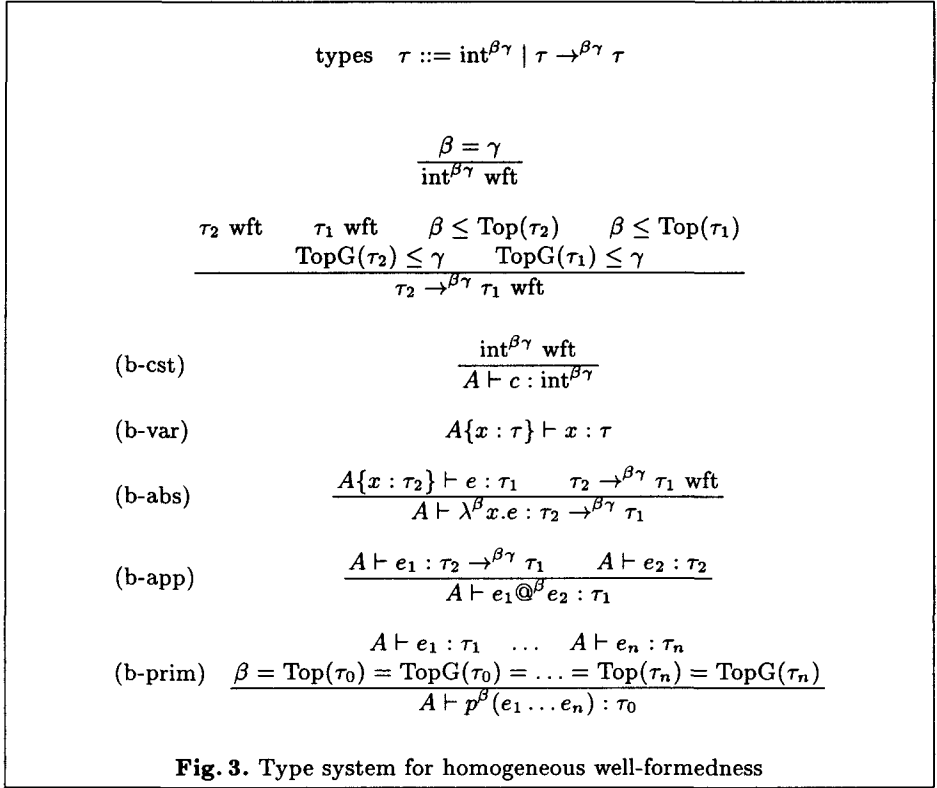 types τ ::= int^{βγ} | τ →^{βγ} τ
β = γ
int^{βγ} wft
τ₂ wft τ₁ wft β ≤ Top(τ₂) β ≤ Top(τ₁)
TopG(τ₂) ≤ γ TopG(τ₁) ≤ γ
τ₂ →^{βγ} τ₁ wft
int^{βγ} wft
(b-cst)
A ⊢ c : int^{βγ}
(b-var) A{x : τ} ⊢ x : τ
A{x : τ₂} ⊢ e : τ₁ τ₂ →^{βγ} τ₁ wft
(b-abs)
A ⊢ λ^β x.e : τ₂ →^{βγ} τ₁
A ⊢ e₁ : τ₂ →^{βγ} τ₁ A ⊢ e₂ : τ₂
(b-app)
A ⊢ e₁@^β e₂ : τ₁
A ⊢ e₁ : τ₁ ... A ⊢ eₙ : τₙ
β = Top(τ₀) = TopG(τ₀) = ... = Top(τₙ) = TopG(τₙ)
(b-prim)
A ⊢ p^β(e₁ ... eₙ) : τ₀
Fig. 3. Type system for homogeneous well-formedness